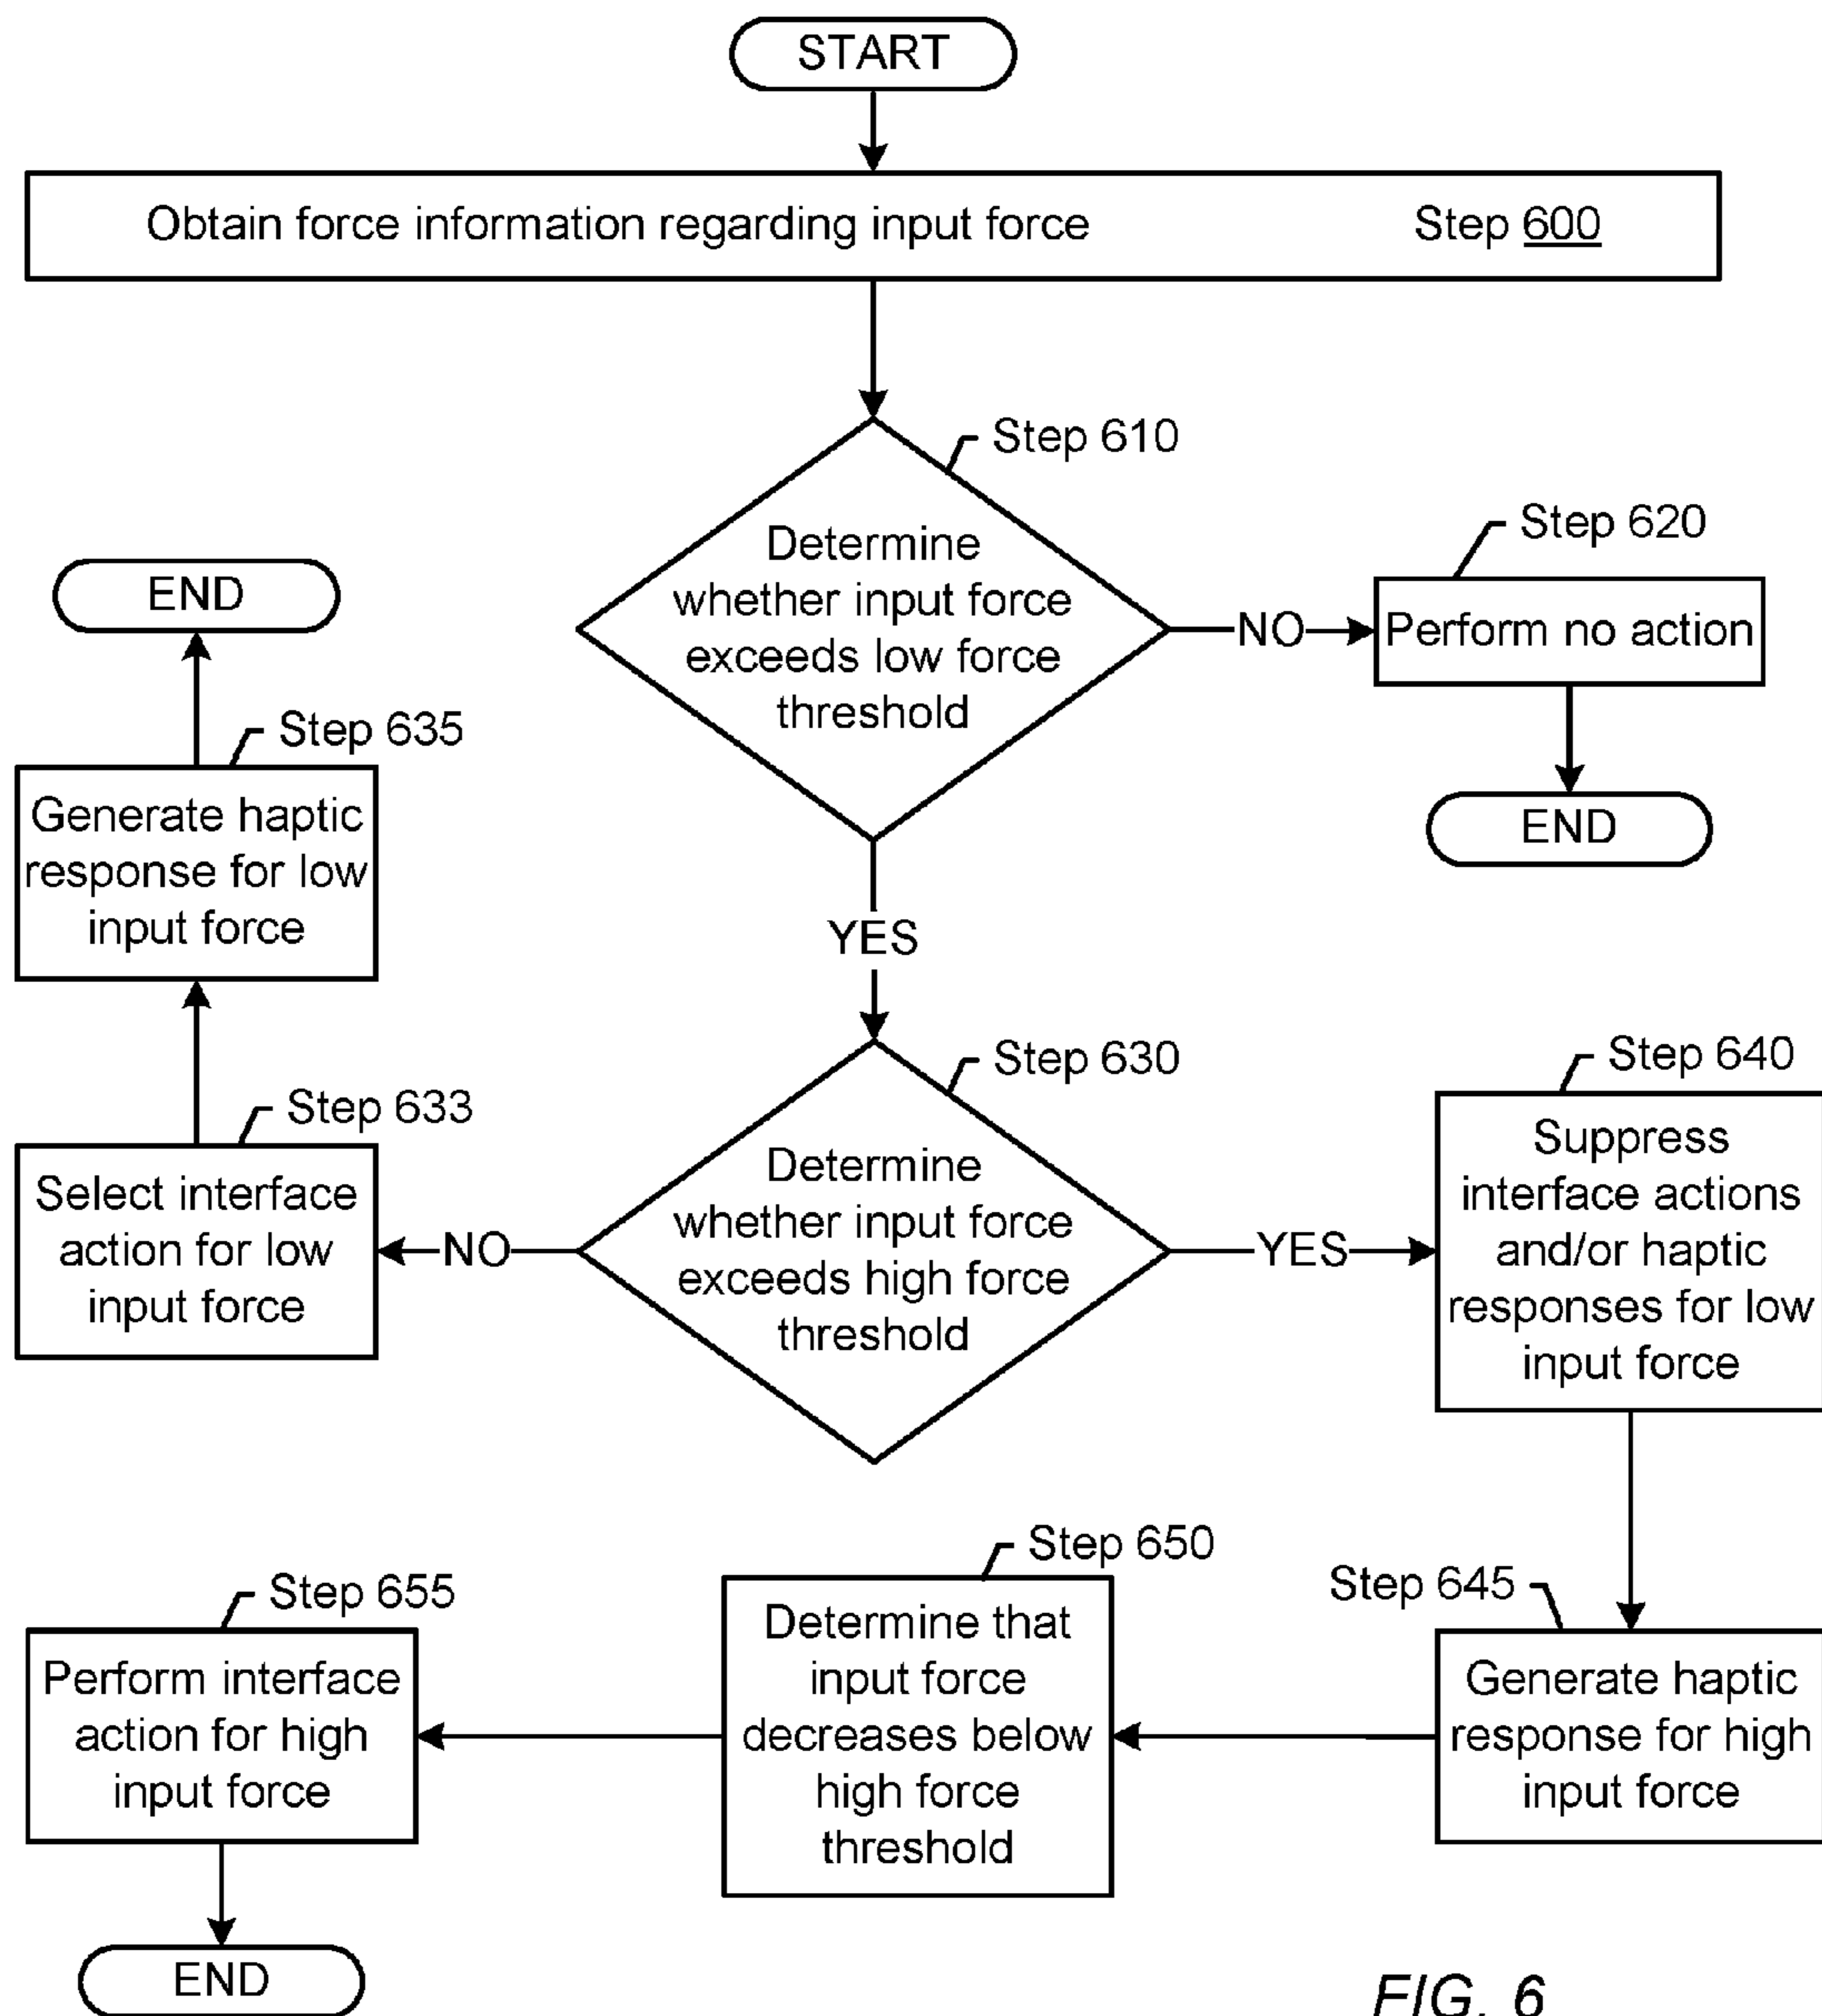 START
Obtain force information regarding input force
Step 600
Step 610
Determine
whether input force
exceeds low force
threshold
NO
Step 620
Perform no action
END
YES
Step 630
Determine
whether input force
exceeds high force
threshold
NO
Step 633
Select interface
action for low
input force
Step 635
Generate haptic
response for low
input force
END
YES
Step 640
Suppress
interface actions
and/or haptic
responses for low
input force
Step 645
Generate haptic
response for high
input force
Step 650
Determine that
input force
decreases below
high force
threshold
Step 655
Perform interface
action for high
input force
END
FIG. 6